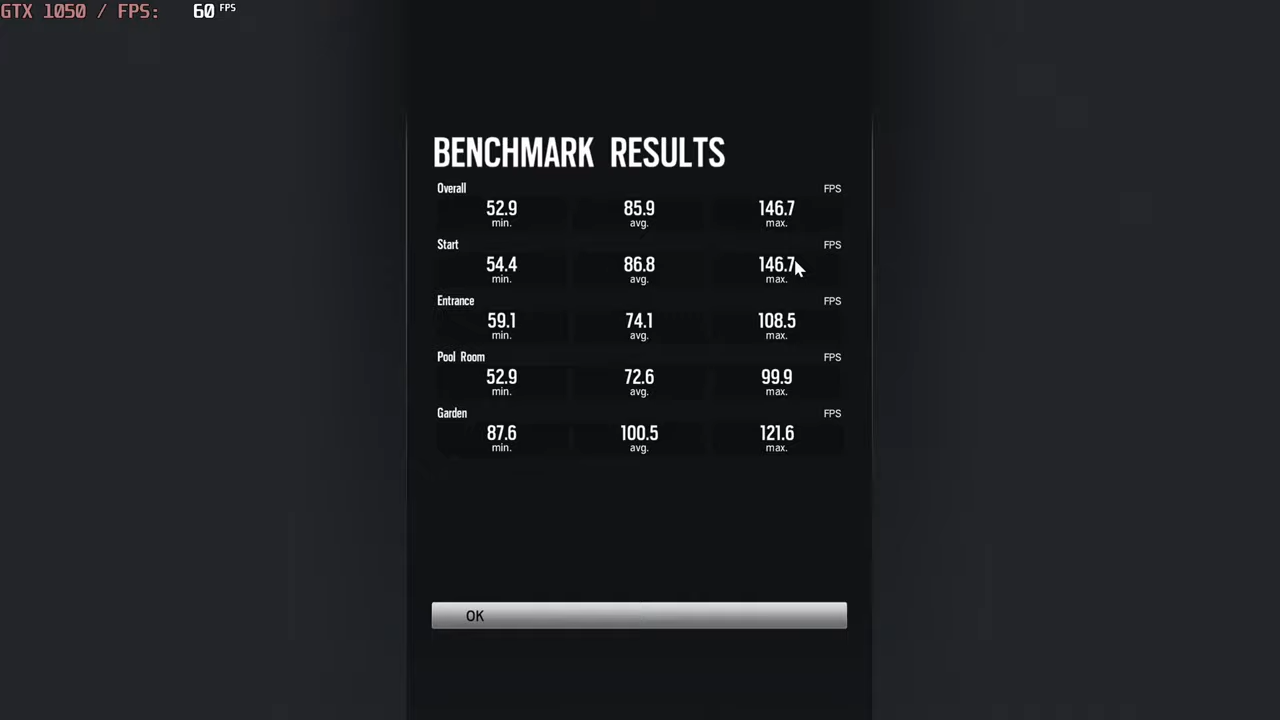 GTX 1050 / FPS: 60 FPS
BENCHMARK RESULTS
Overall FPS
52.9 85.9 146.7
min. avg. max.
Start FPS
54.4 86.8 146.7
min. avg. max.
Entrance FPS
59.1 74.1 108.5
min. avg. max.
Pool Room FPS
52.9 72.6 99.9
min. avg. max.
Garden FPS
87.6 100.5 121.6
min. avg. max.
OK